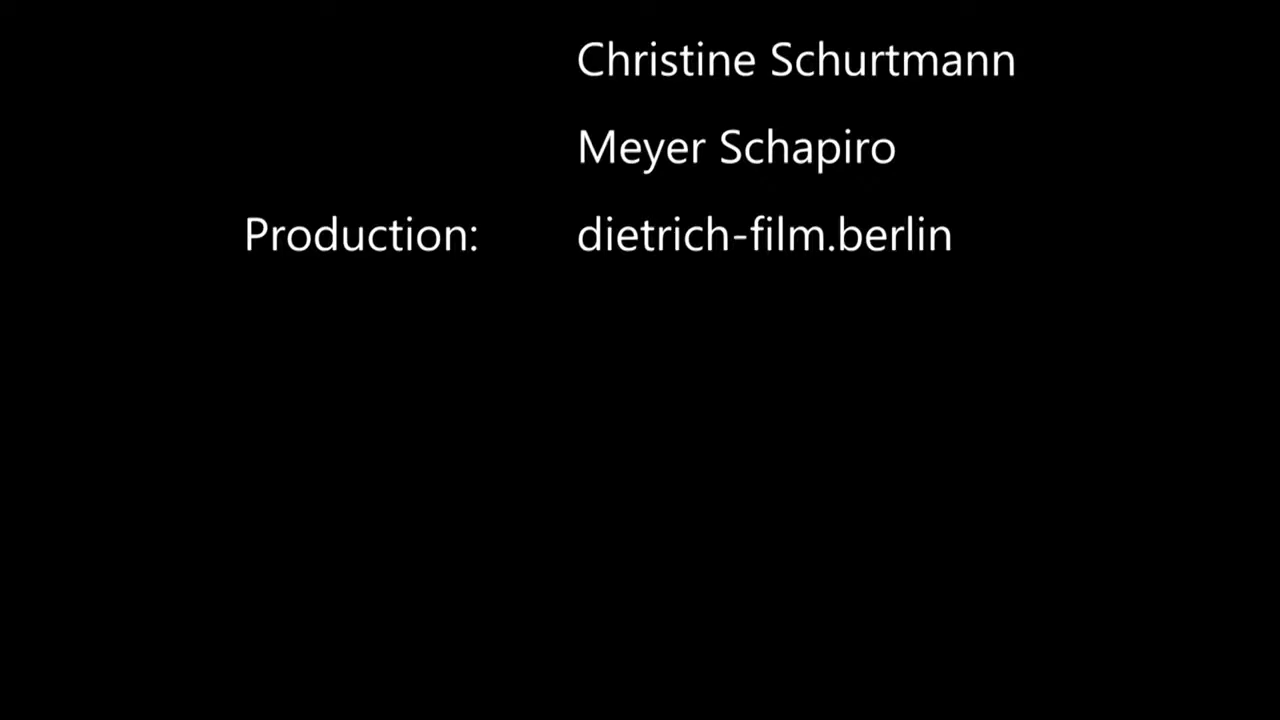 Christine Schurtmann
Meyer Schapiro
Production: dietrich-film.berlin